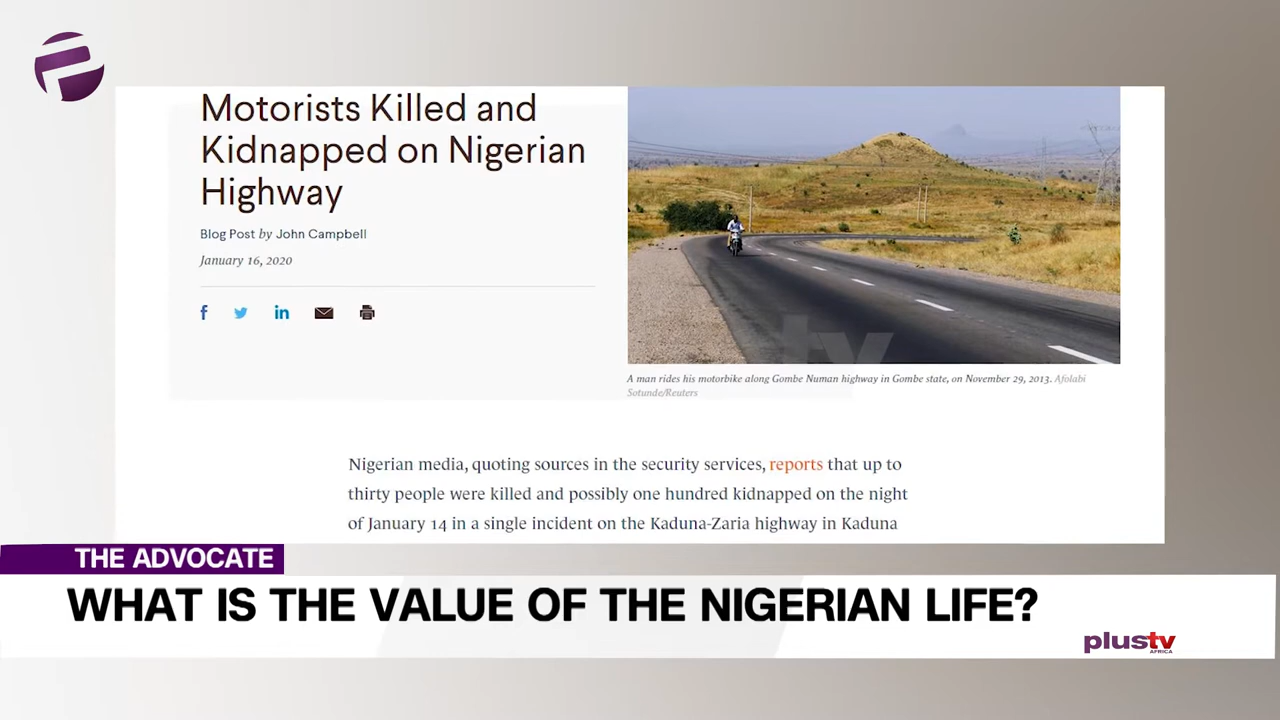 Motorists Killed and
Kidnapped on Nigerian
Highway
Blog Post by John Campbell
January 16, 2020
f
in
tv
A man rides his motorbike along Gombe Numan highway in Gombe state, on November 29, 2013. Afolabi
Sotunde/Reuters
Nigerian media, quoting sources in the security services, reports that up to
thirty people were killed and possibly one hundred kidnapped on the night
of January 14 in a single incident on the Kaduna-Zaria highway in Kaduna
THE ADVOCATE
WHAT IS THE VALUE OF THE NIGERIAN LIFE?
plustv
AFRICA